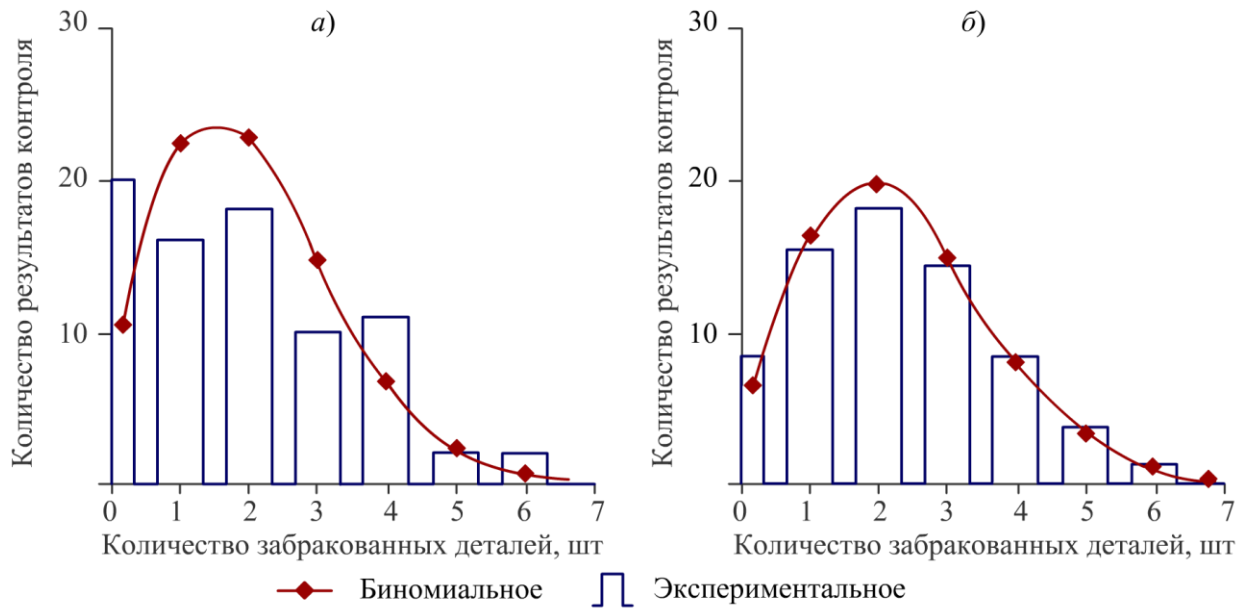 а)
30
20
10
Количество результатов контроля
0 1 2 3 4 5 6 7
Количество забракованных деталей, шт
б)
30
20
10
Количество результатов контроля
0 1 2 3 4 5 6 7
Количество забракованных деталей, шт
Биномиальное
Экспериментальное